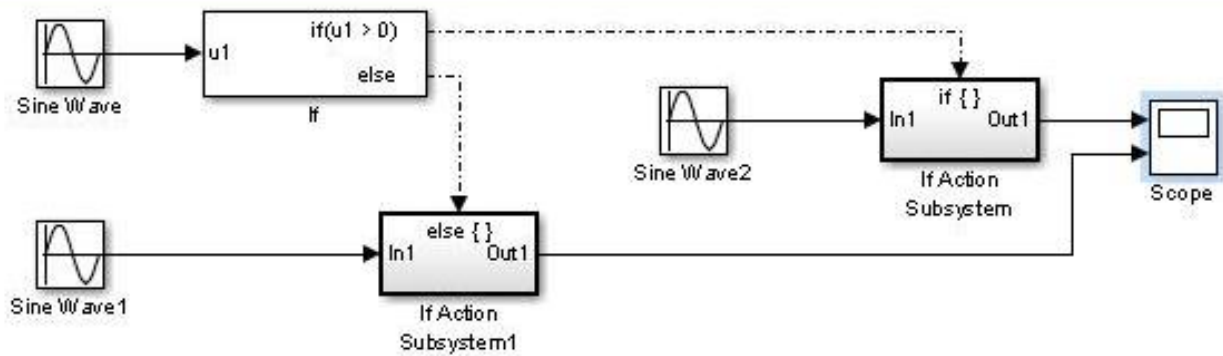 if(u1 > 0)
u1
else
Sine Wave
If
if { }
In1
Out1
Sine Wave2
If Action
Subsystem
Scope
else { }
In1
Out1
Sine Wave1
If Action
Subsystem1